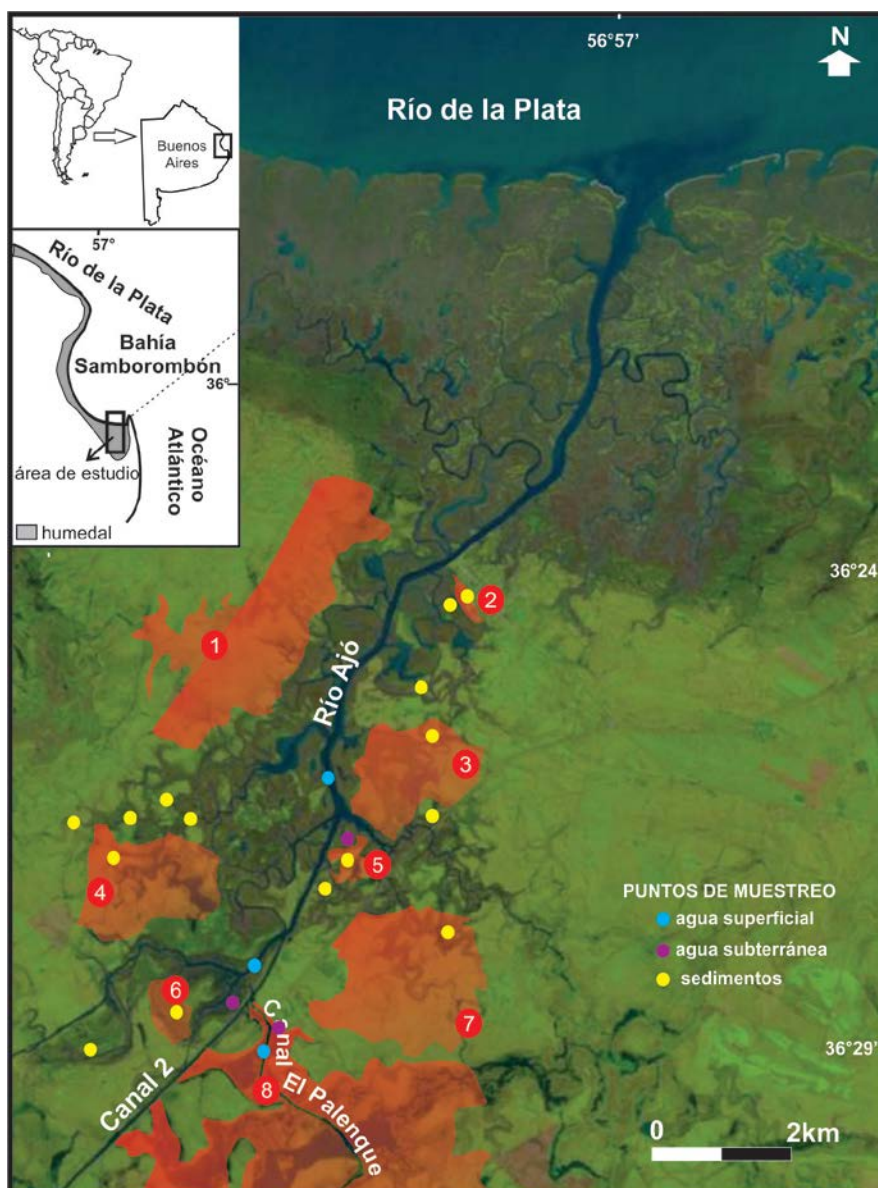 56°57'
N
Río de la Plata
Buenos
Aires
57°
Río de la Plata
Bahía
Samborombón
36°
Océano
Atlántico
área de estudio
humedal
36°24
2
1
Río Ajó
3
5
4
PUNTOS DE MUESTREO
agua superficial
agua subterránea
sedimentos
6
7
36°29'
Canal 2
8
Canal El Palenque
0 2km